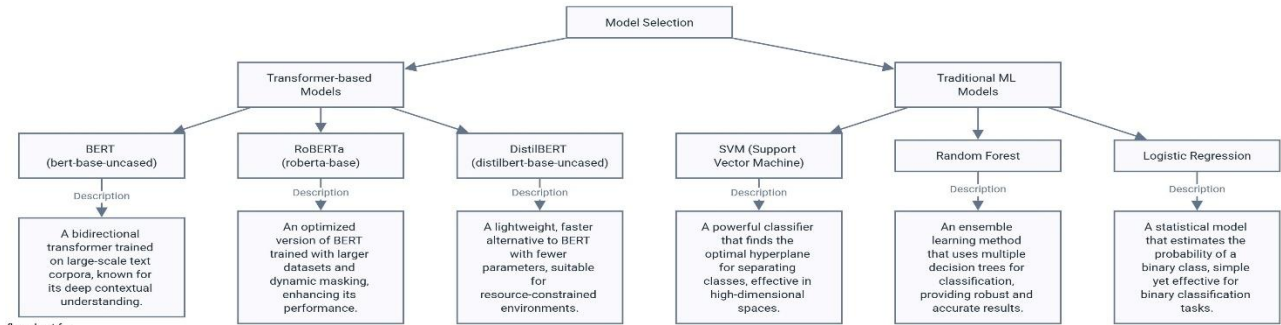 Model Selection
Transformer-based
Models
Traditional ML
Models
BERT
(bert-base-uncased)
RoBERTa
(roberta-base)
DistilBERT
(distilbert-base-uncased)
SVM (Support
Vector Machine)
Random Forest
Logistic Regression
Description
Description
Description
Description
Description
Description
A bidirectional
transformer trained
on large-scale text
corpora, known for
its deep contextual
understanding.
An optimized
version of BERT
trained with larger
datasets and
dynamic masking,
enhancing its
performance.
A lightweight, faster
alternative to BERT
with fewer
parameters, suitable
for
resource-constrained
environments.
A powerful classifier
that finds the
optimal hyperplane
for separating
classes, effective in
high-dimensional
spaces.
An ensemble
learning method
that uses multiple
decision trees for
classification,
providing robust and
accurate results.
A statistical model
that estimates the
probability of a
binary class, simple
yet effective for
binary classification
tasks.